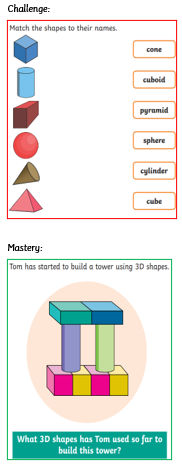 Challenge:
Match the shapes to their names.
cone
cuboid
pyramid
sphere
cylinder
cube
Mastery:
Tom has started to build a tower using 3D shapes.
What 3D shapes has Tom used so far to
build this tower?